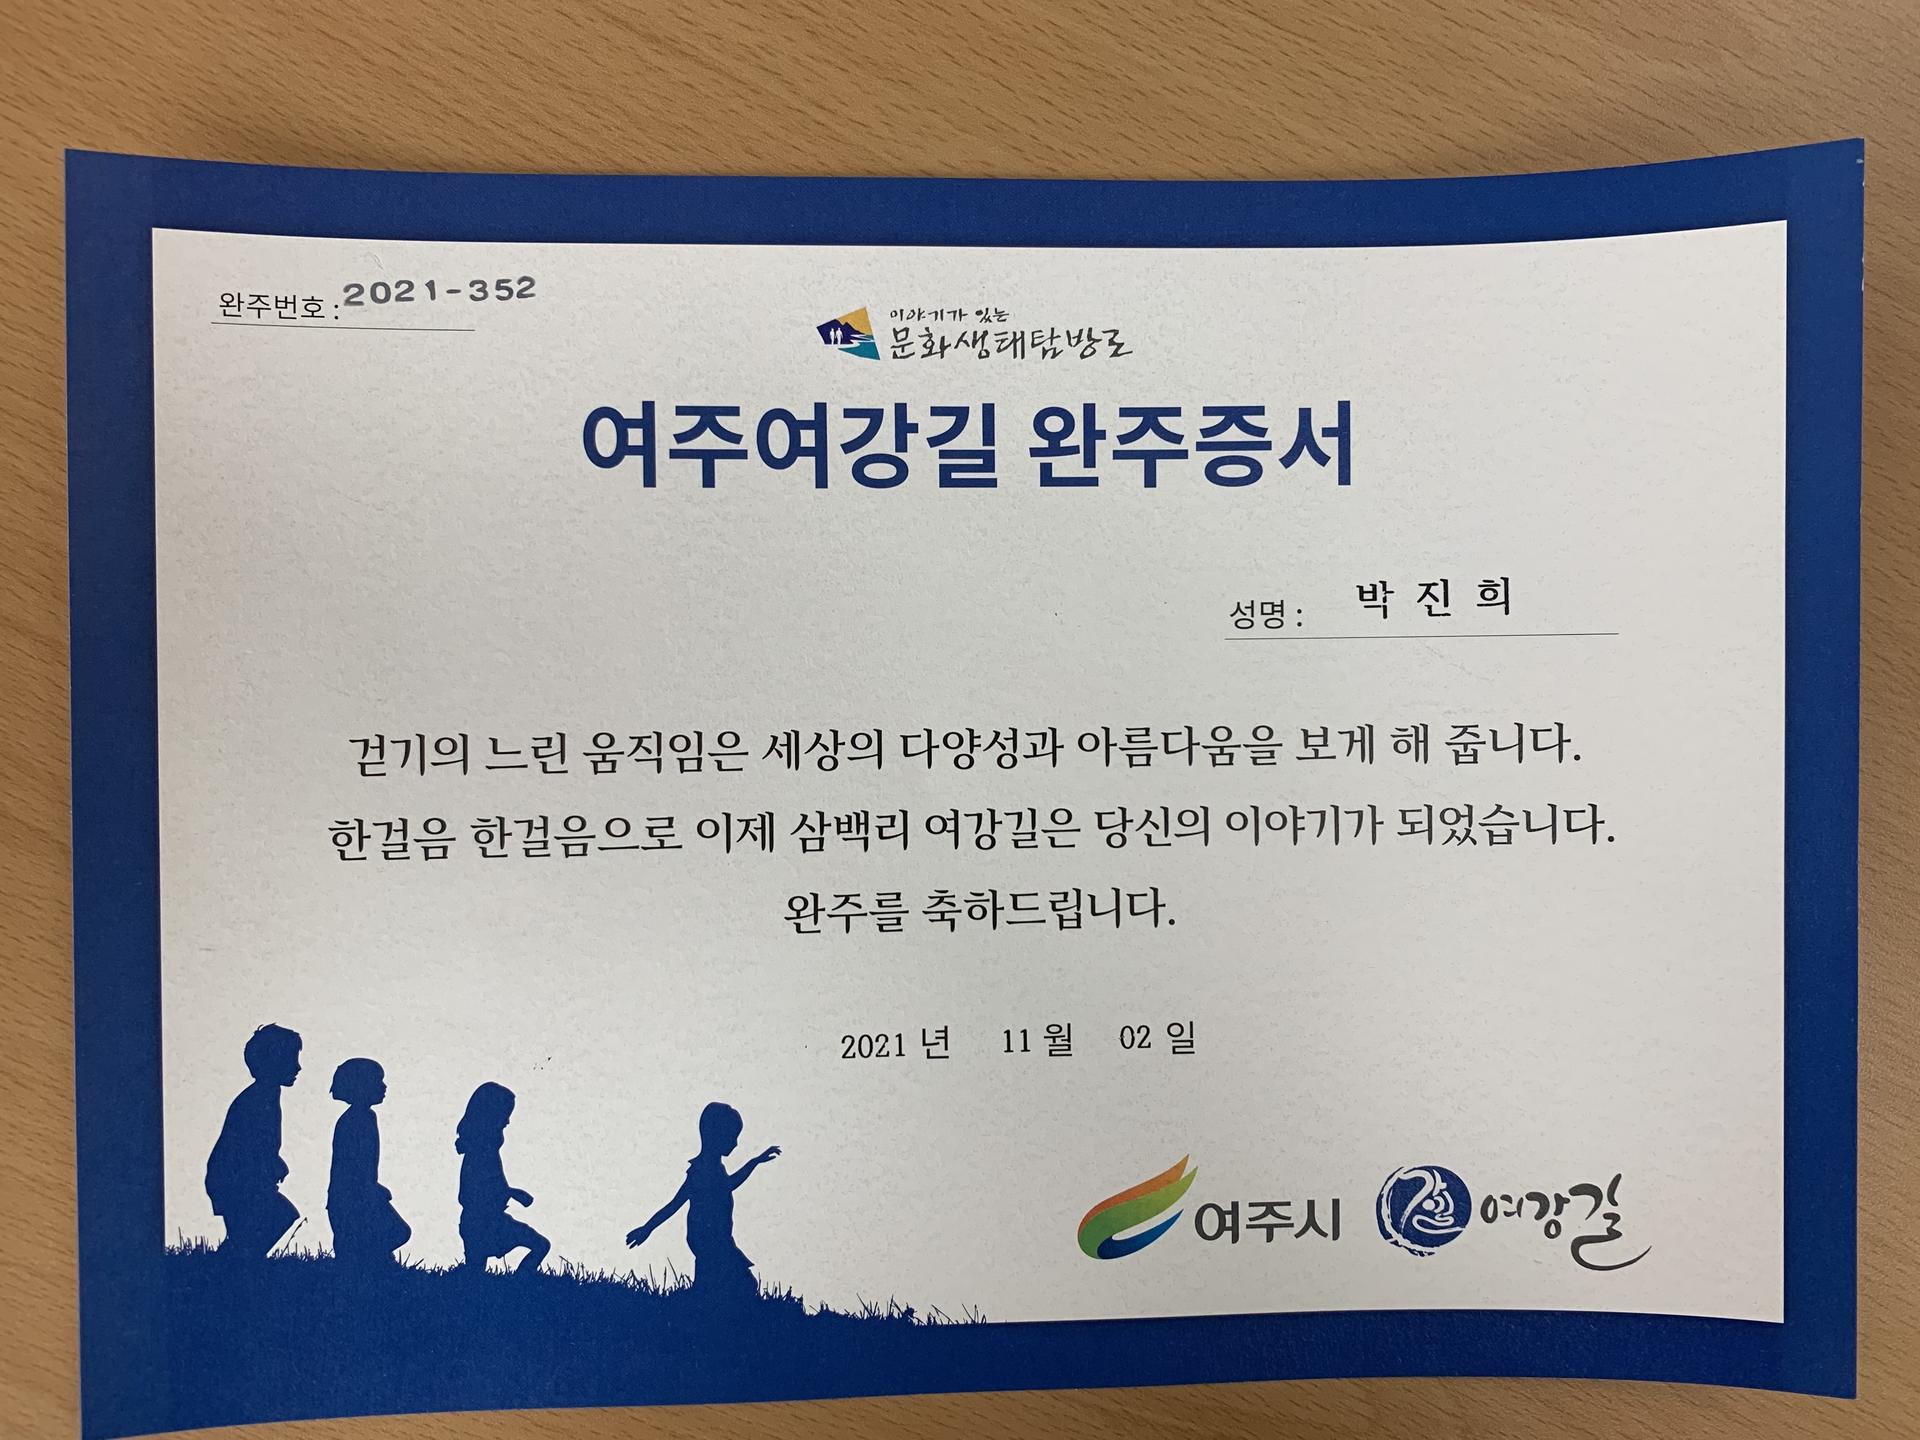 완주번호 : 2021-352
이야기가 있는
문화생태탐방로
여주여강길 완주증서
성명 : 박 진 희
걷기의 느린 움직임은 세상의 다양성과 아름다움을 보게 해 줍니다.
한걸음 한걸음으로 이제 삼백리 여강길은 당신의 이야기가 되었습니다.
완주를 축하드립니다.
2021 년 11 월 02 일
여주시
길 여강길